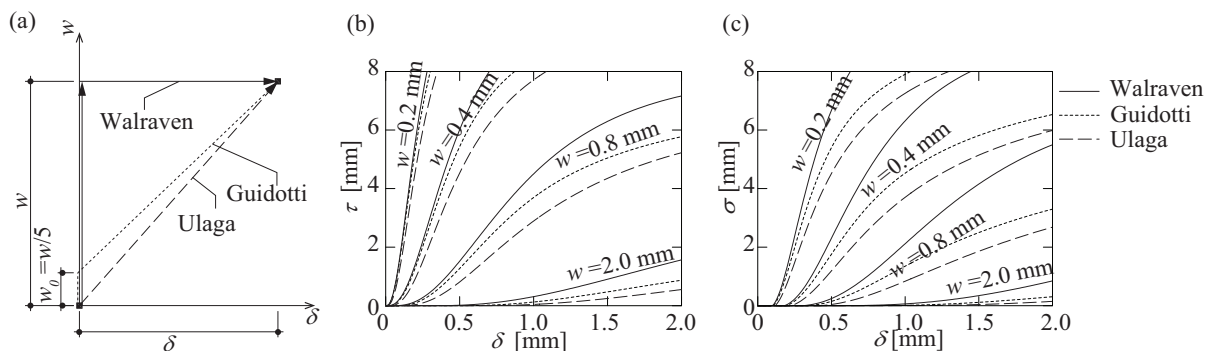 (a)
w
Walraven
Guidotti
Ulaga
w
w₀ =w/5
δ
δ
(b)
τ [mm]
8
6
4
2
0
0
0.5
1.0
1.5
2.0
δ [mm]
w =0.2 mm
w =0.4 mm
w =0.8 mm
w =2.0 mm
(c)
σ [mm]
8
6
4
2
0
0
0.5
1.0
1.5
2.0
δ [mm]
w =0.2 mm
w =0.4 mm
w =0.8 mm
w =2.0 mm
Walraven
Guidotti
Ulaga